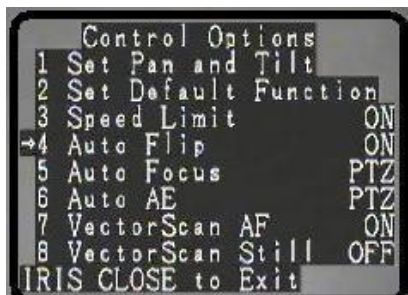 Control Options
1 Set Pan and Tilt
2 Set Default Function
3 Speed Limit ON
→4 Auto Flip ON
5 Auto Focus PTZ
6 Auto AE PTZ
7 VectorScan AF ON
8 VectorScan Still OFF
IRIS CLOSE to Exit